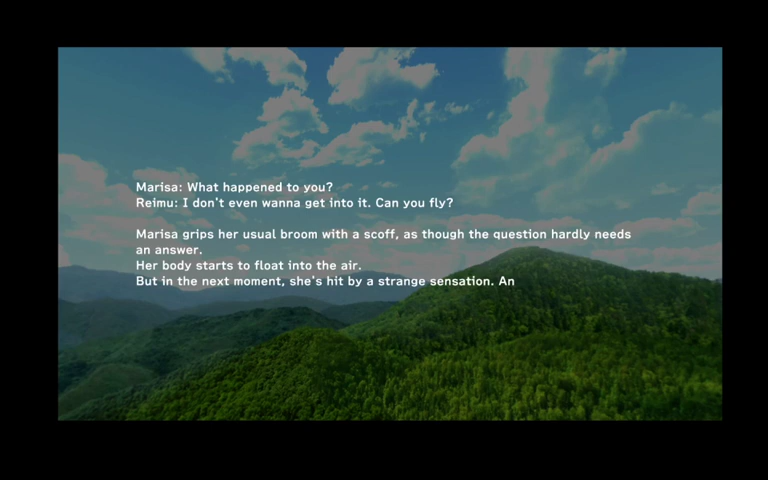 Marisa: What happened to you?
Reimu: I don't even wanna get into it. Can you fly?
Marisa grips her usual broom with a scoff, as though the question hardly needs
an answer.
Her body starts to float into the air.
But in the next moment, she's hit by a strange sensation. An